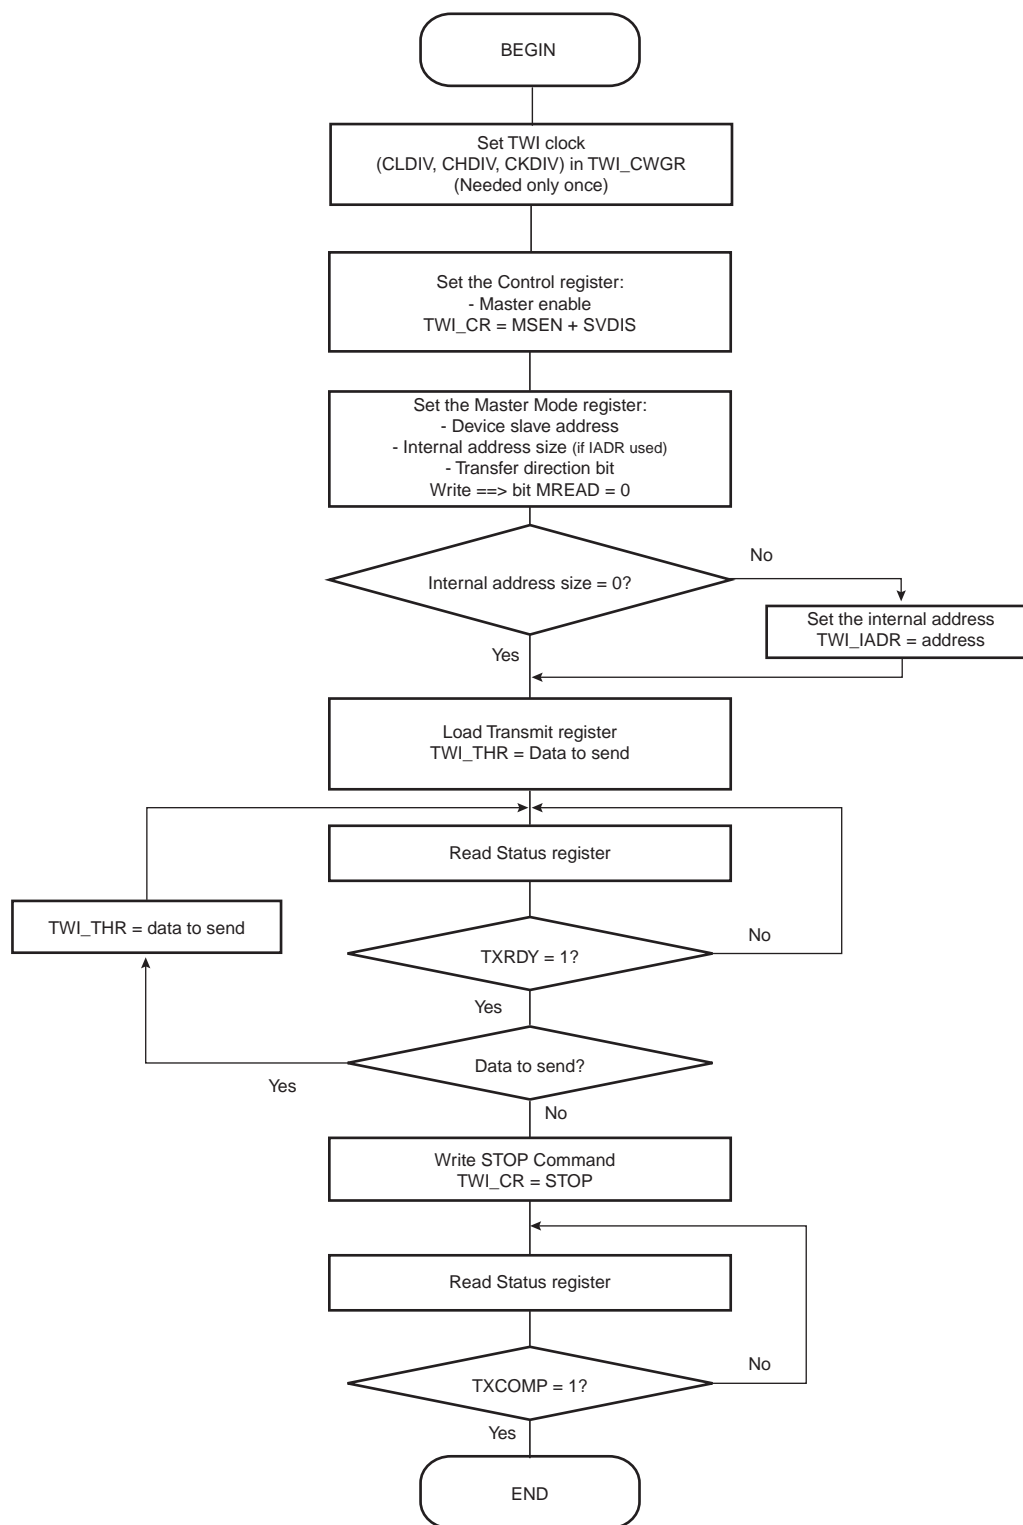 BEGIN
Set TWI clock
(CLDIV, CHDIV, CKDIV) in TWI_CWGR
(Needed only once)
Set the Control register:
- Master enable
TWI_CR = MSEN + SVDIS
Set the Master Mode register:
- Device slave address
- Internal address size (if IADR used)
- Transfer direction bit
Write ==> bit MREAD = 0
No
Internal address size = 0?
Set the internal address
TWI_IADR = address
Yes
Load Transmit register
TWI_THR = Data to send
Read Status register
TWI_THR = data to send
No
TXRDY = 1?
Yes
Data to send?
Yes
No
Write STOP Command
TWI_CR = STOP
Read Status register
No
TXCOMP = 1?
Yes
END